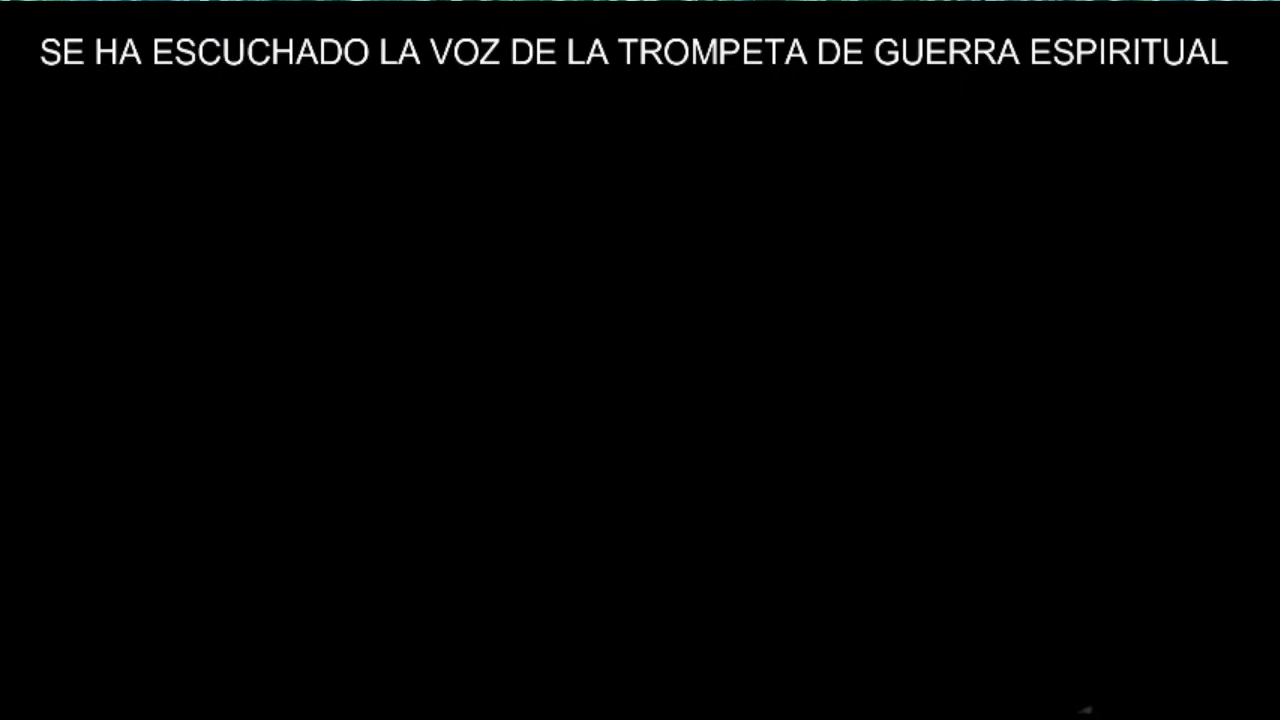 SE HA ESCUCHADO LA VOZ DE LA TROMPETA DE GUERRA ESPIRITUAL